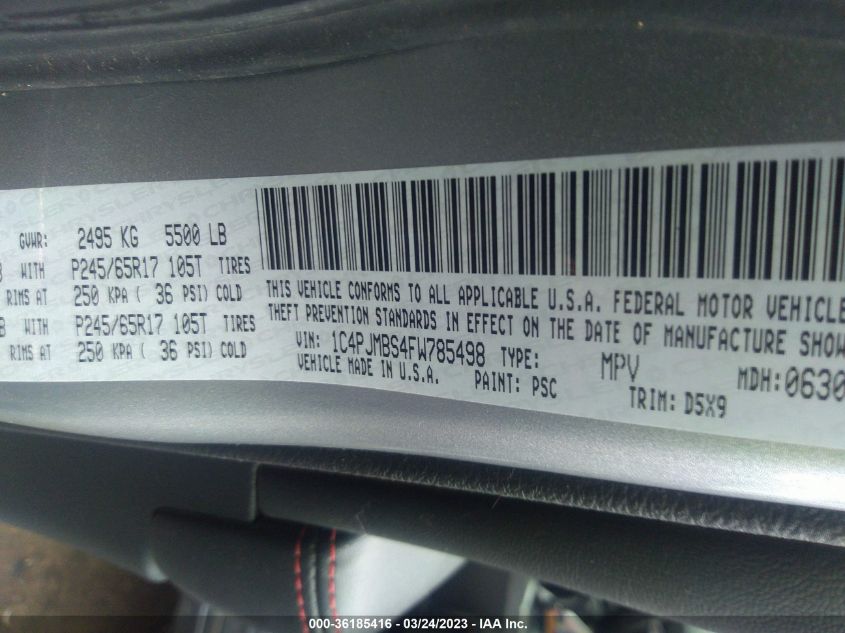 GVWR: 2495 KG 5500 LB
B WITH P245/65R17 105T TIRES
RIMS AT 250 KPA ( 36 PSI) COLD
B WITH P245/65R17 105T TIRES
RIMS AT 250 KPA ( 36 PSI) COLD
THIS VEHICLE CONFORMS TO ALL APPLICABLE U.S.A. FEDERAL MOTOR VEHICLE
THEFT PREVENTION STANDARDS IN EFFECT ON THE DATE OF MANUFACTURE SHOW
VIN: 1C4PJMBS4FW785498 TYPE: MPV MDH:0630
VEHICLE MADE IN U.S.A. PAINT: PSC TRIM: D5X9
000-36185416 - 03/24/2023 - IAA Inc.